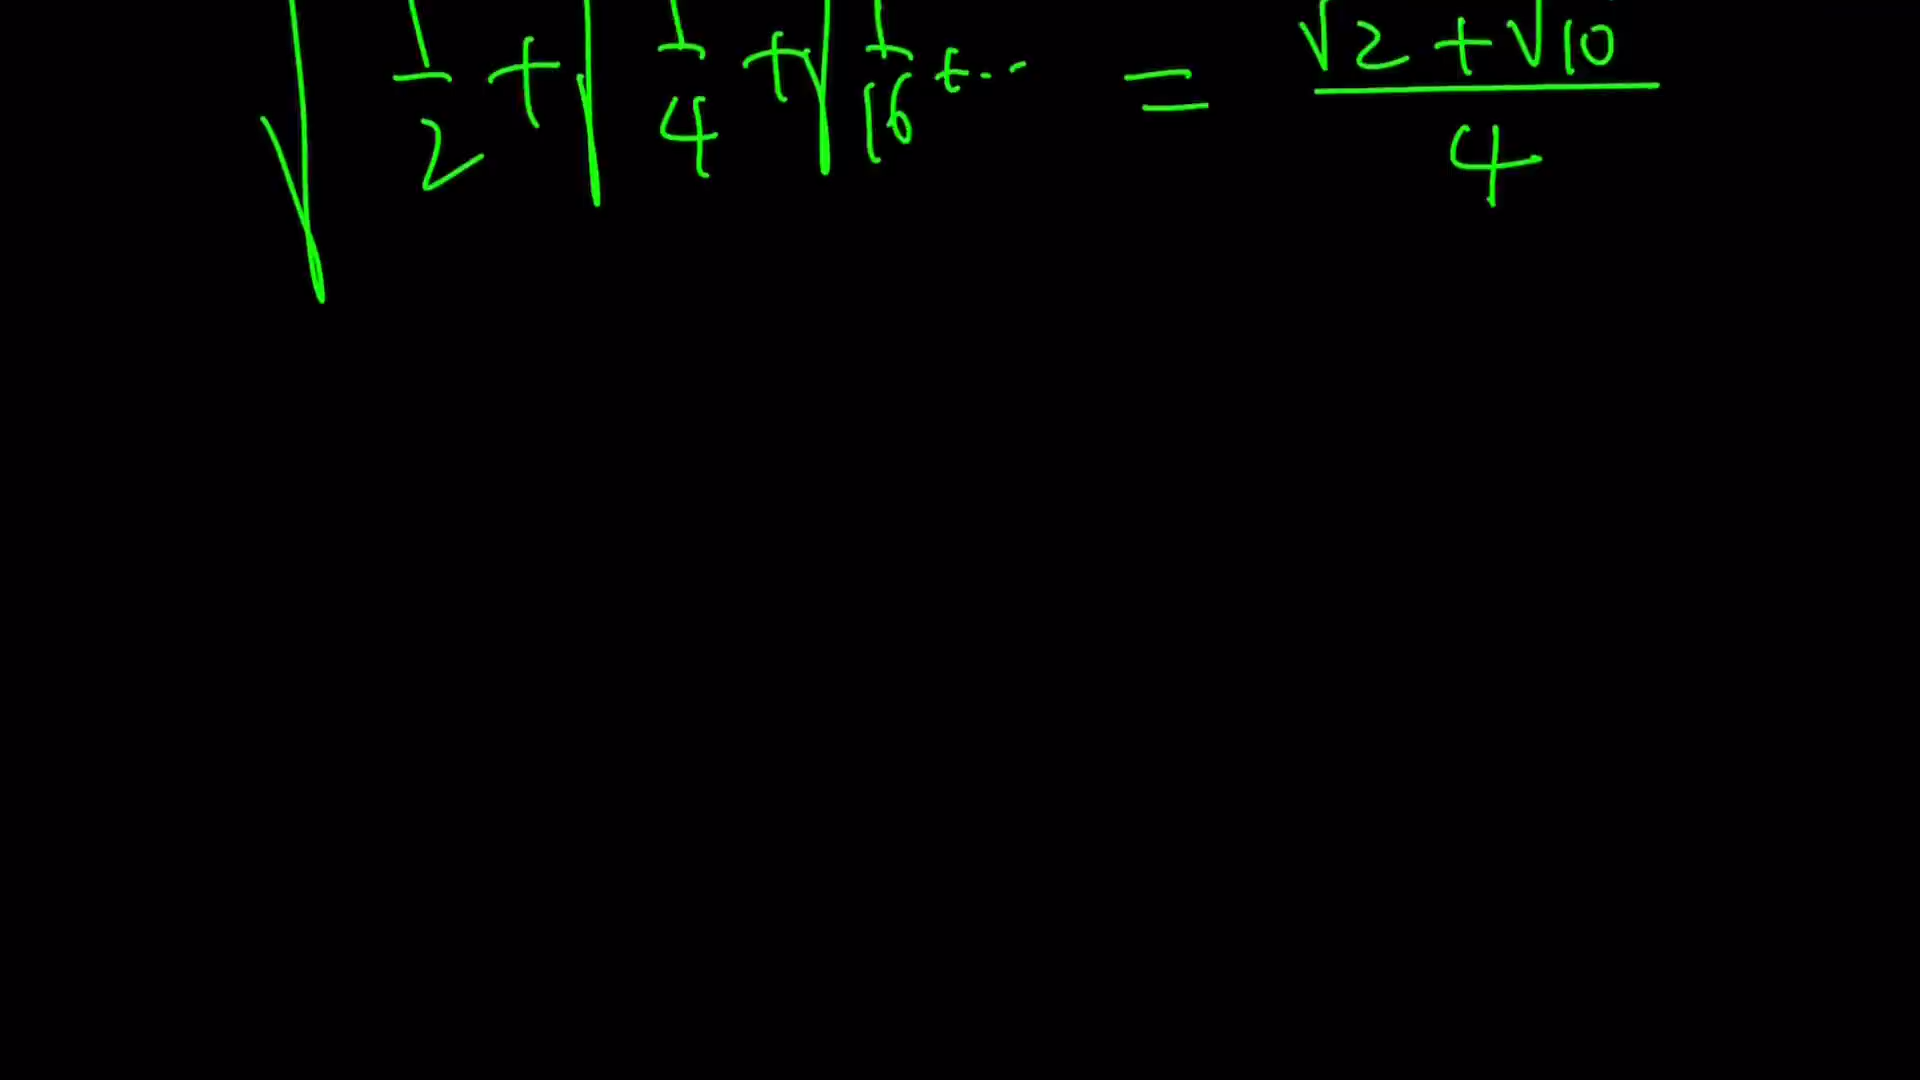 √(1/2 + √(1/4 + √(1/16 + ... = (√2 + √10)/4